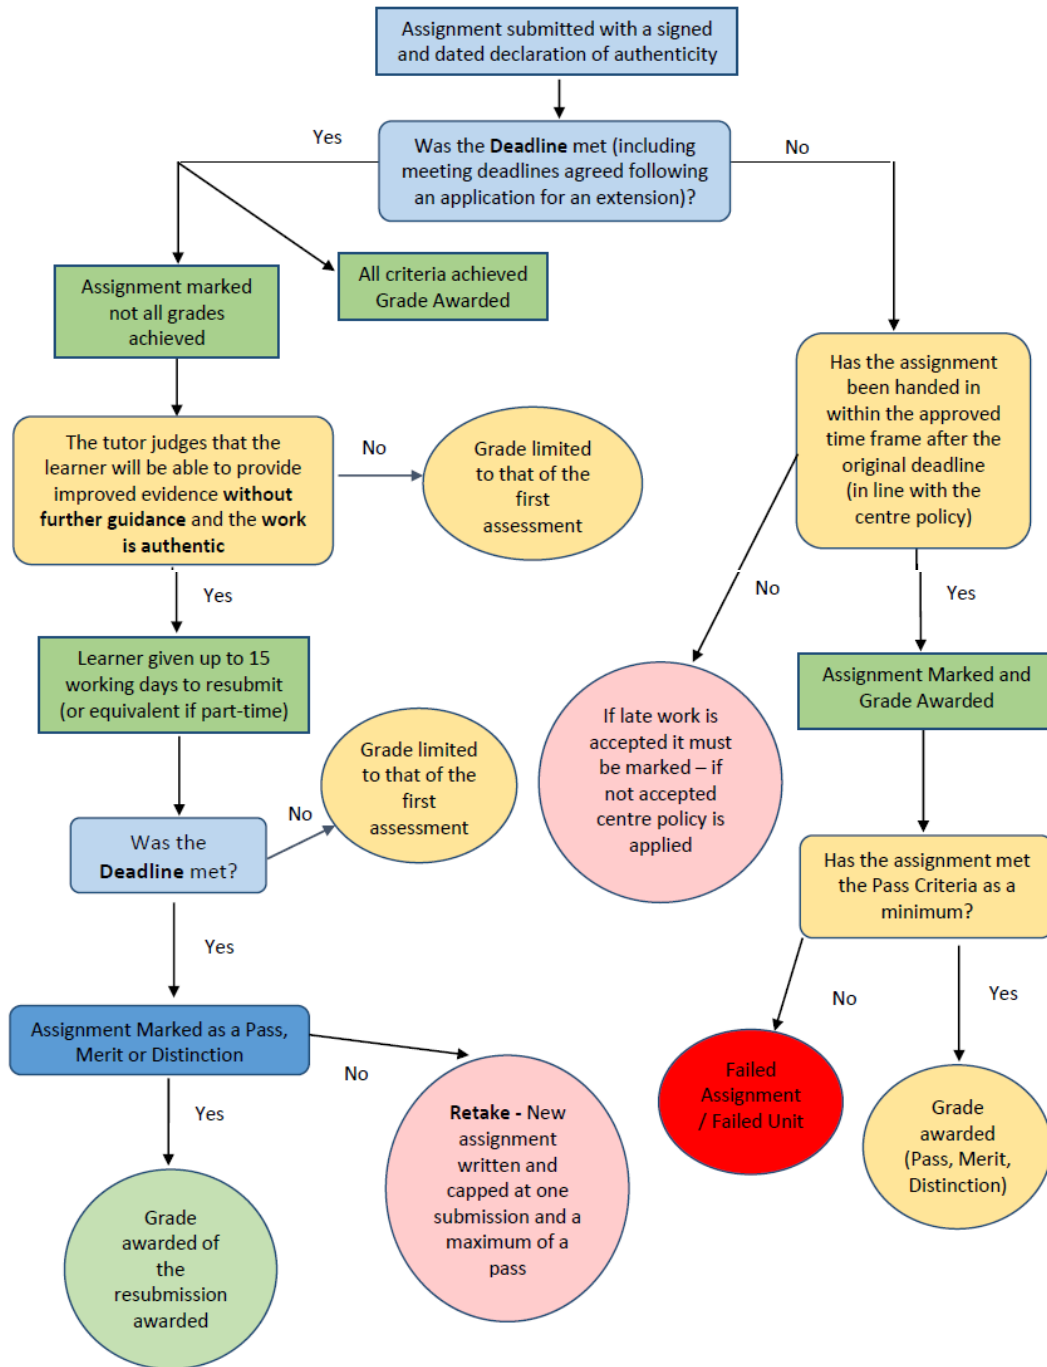 Assignment submitted with a signed
and dated declaration of authenticity
Yes
Was the Deadline met (including
meeting deadlines agreed following
an application for an extension)?
No
Assignment marked
not all grades
achieved
All criteria achieved
Grade Awarded
Has the assignment
been handed in
within the approved
time frame after the
original deadline
(in line with the
centre policy)
The tutor judges that the
learner will be able to provide
improved evidence without
further guidance and the work
is authentic
No
Grade limited
to that of the
first
assessment
Yes
No
Yes
Learner given up to 15
working days to resubmit
(or equivalent if part-time)
Assignment Marked and
Grade Awarded
If late work is
accepted it must
be marked – if
not accepted
centre policy is
applied
Grade limited
to that of the
first
assessment
No
Was the
Deadline met?
Has the assignment met
the Pass Criteria as a
minimum?
Yes
No
Yes
Assignment Marked as a Pass,
Merit or Distinction
No
Yes
Failed
Assignment
/ Failed Unit
Grade
awarded
(Pass, Merit,
Distinction)
Retake - New
assignment
written and
capped at one
submission and a
maximum of a
pass
Grade
awarded of
the
resubmission
awarded